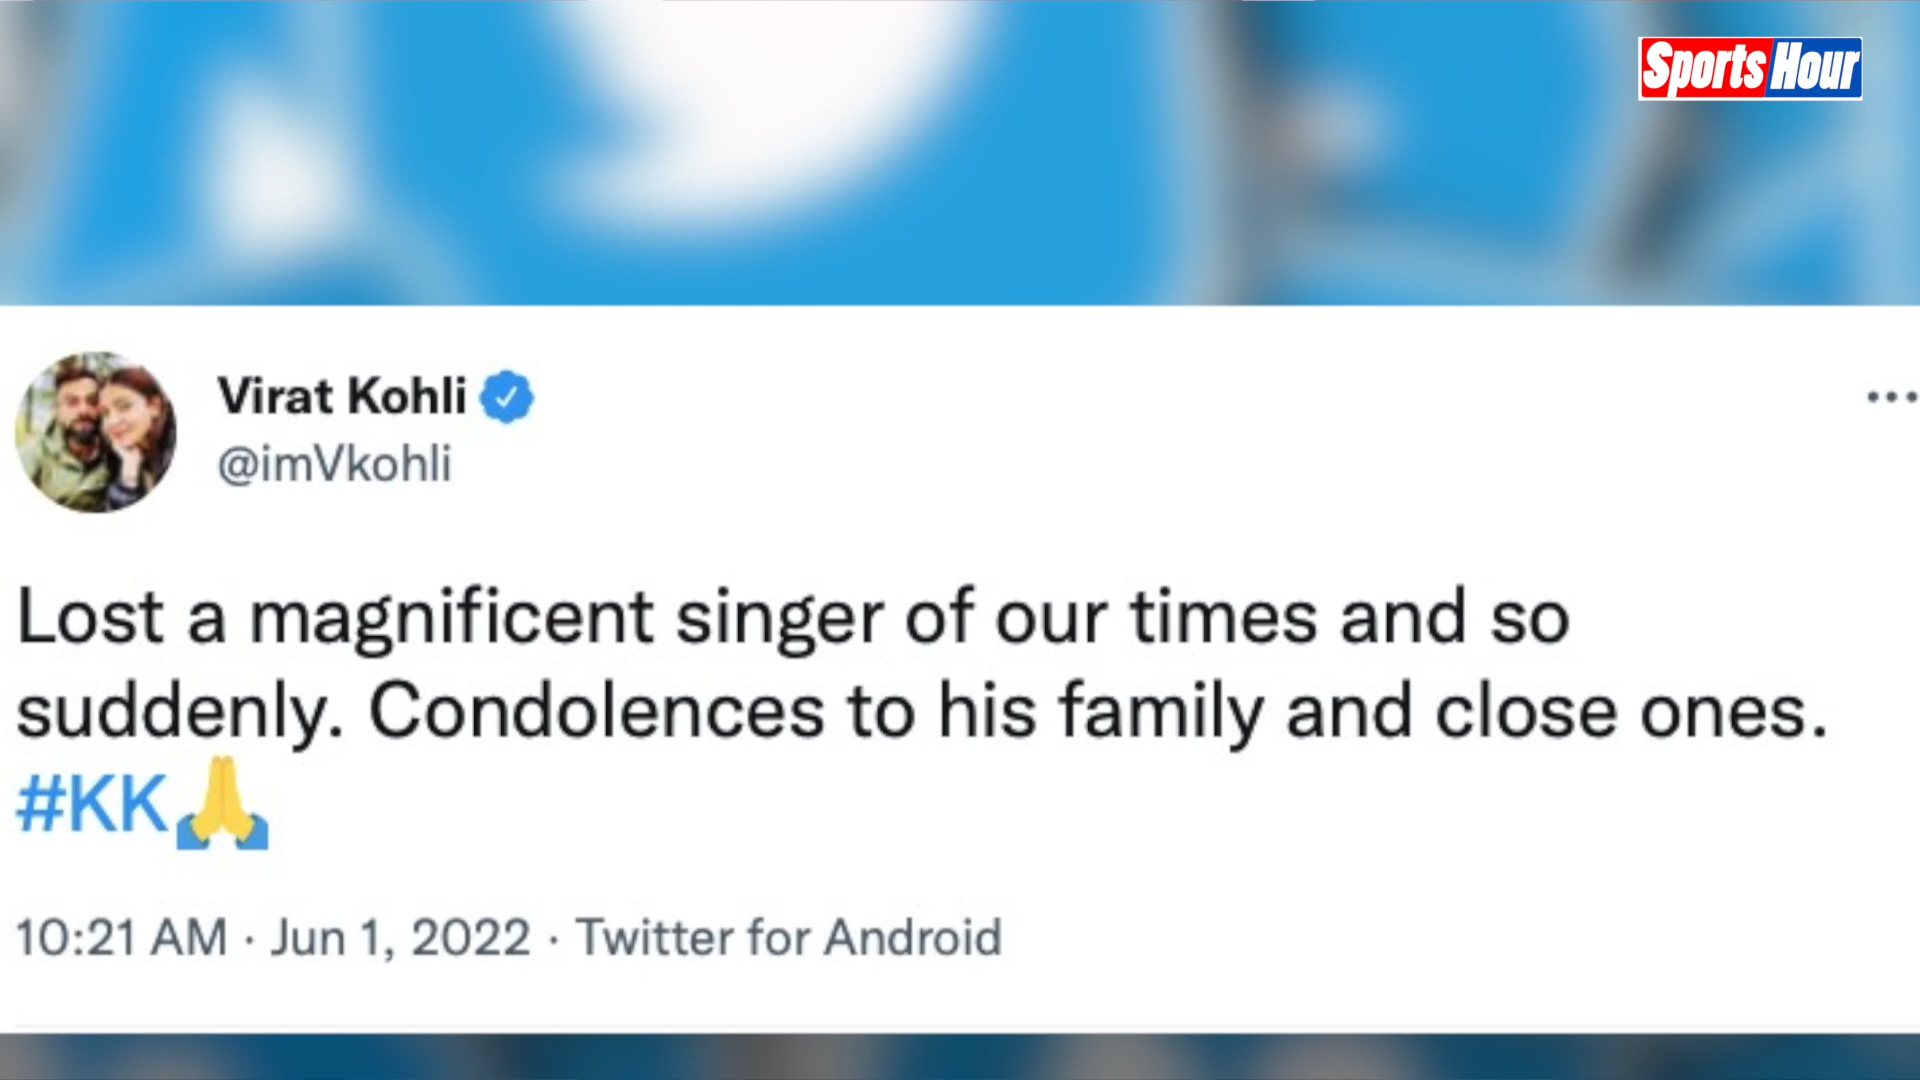 Sports Hour
Virat Kohli
@imVkohli
Lost a magnificent singer of our times and so
suddenly. Condolences to his family and close ones.
#KK🙏
10:21 AM · Jun 1, 2022 · Twitter for Android